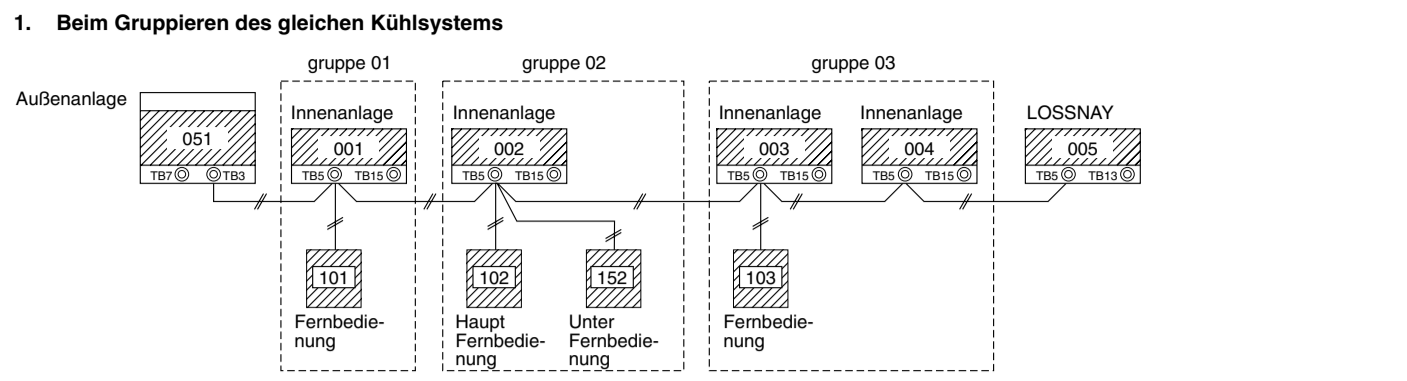 1. Beim Gruppieren des gleichen Kühlsystems
gruppe 01
gruppe 02
gruppe 03
Außenanlage
Innenanlage
Innenanlage
Innenanlage
Innenanlage
LOSSNAY
051
001
002
003
004
005
TB7 TB3
TB5 TB15
TB5 TB15
TB5 TB15
TB5 TB15
TB5 TB13
101
102
152
103
Fernbedie-
nung
Haupt
Fernbedie-
nung
Unter
Fernbedie-
nung
Fernbedie-
nung